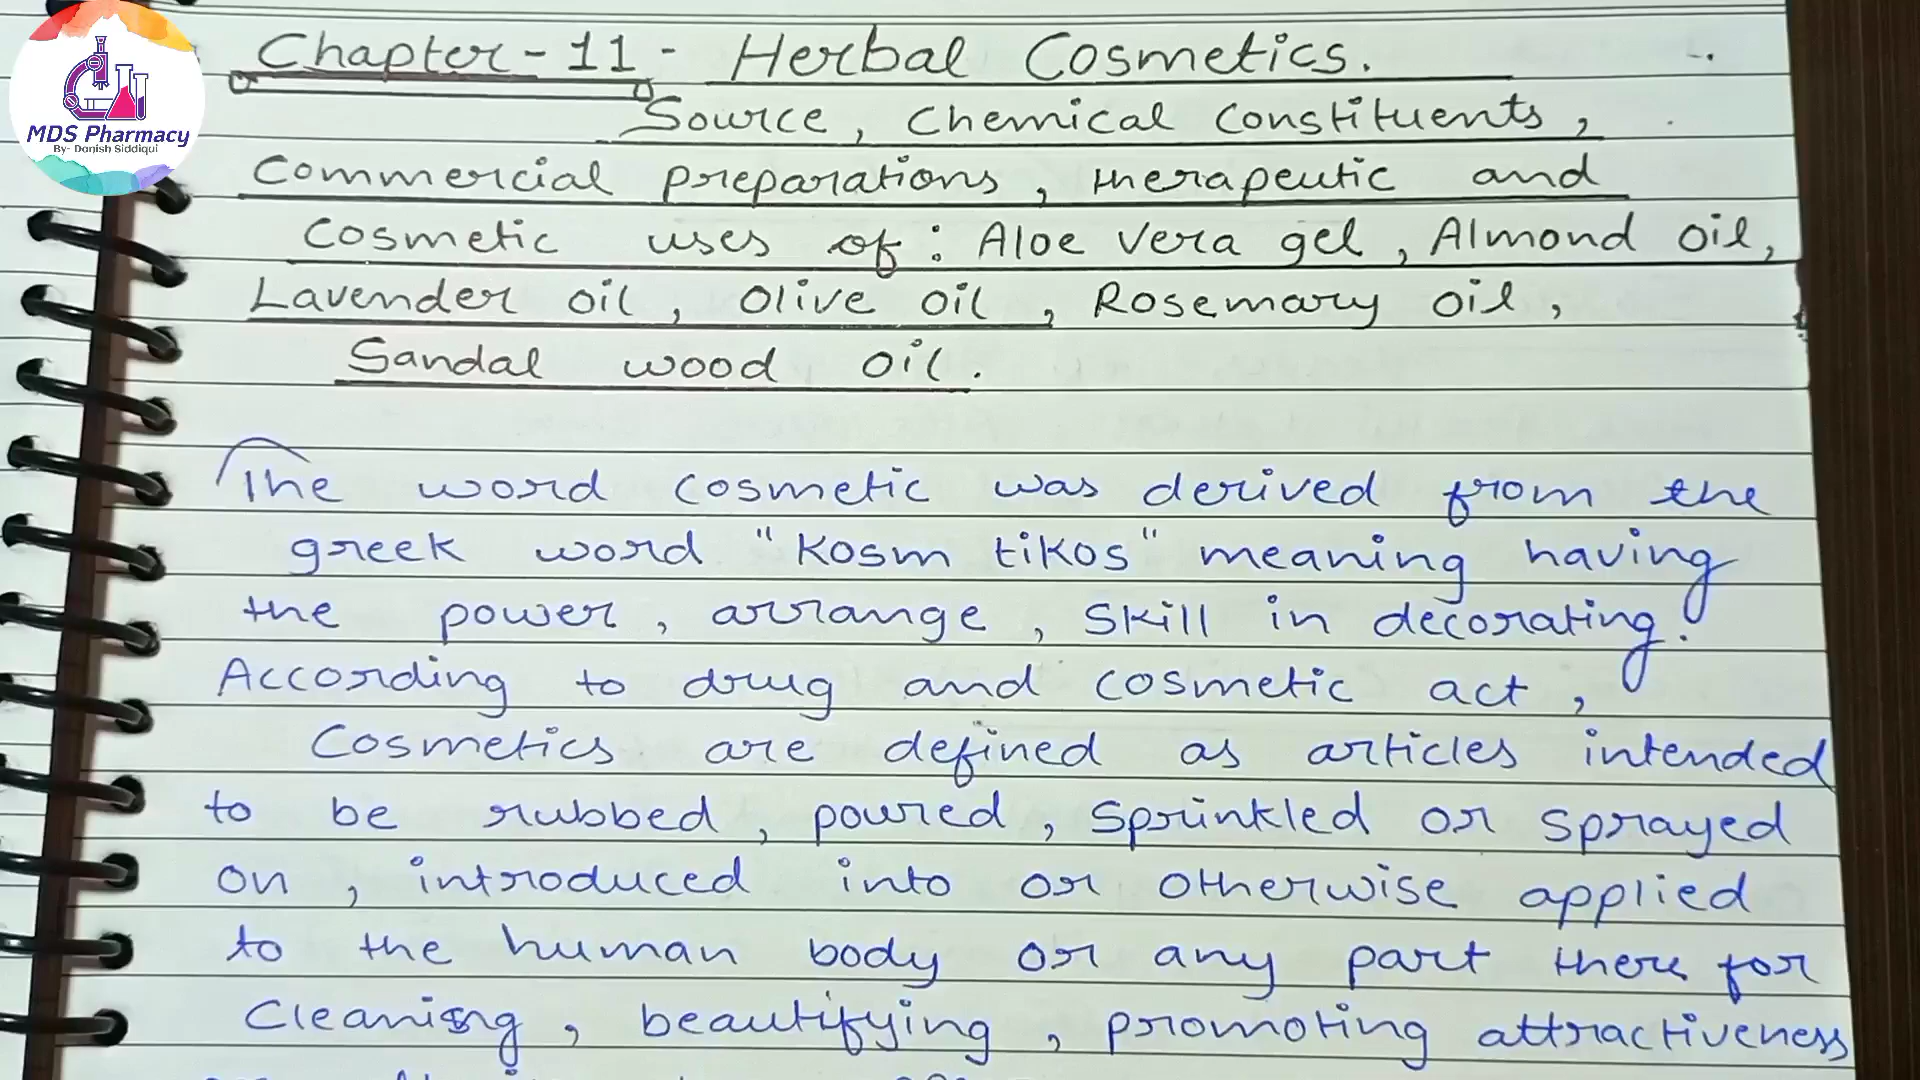 MDS Pharmacy
By- Danish Siddiqui
Chapter-11- Herbal Cosmetics.
Source, Chemical Constituents,
Commercial preparations, therapeutic and
Cosmetic uses of: Aloe vera gel, Almond oil,
Lavender oil, Olive oil, Rosemary oil,
Sandal wood oil.
The word cosmetic was derived from the
greek word "Kosm tikos" meaning having
the power, arrange, skill in decorating.
According to drug and cosmetic act,
Cosmetics are defined as articles intended
to be rubbed, poured, Sprinkled or sprayed
on, introduced into or otherwise applied
to the human body or any part there for
beautifying, promoting attractiveness